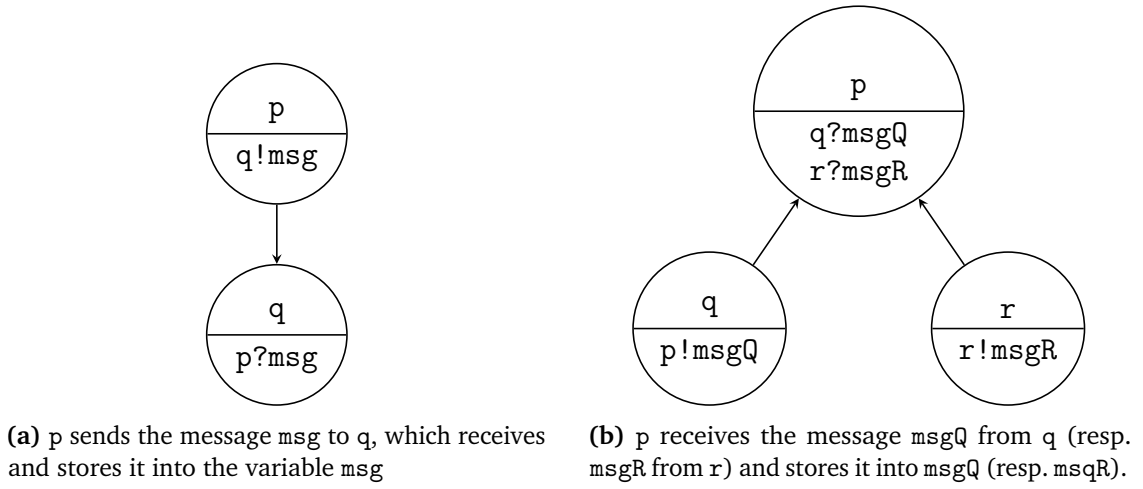 p
q!msg
q
p?msg
(a) p sends the message msg to q, which receives
and stores it into the variable msg
p
q?msgQ
r?msgR
q
p!msgQ
r
r!msgR
(b) p receives the message msgQ from q (resp.
msgR from r) and stores it into msgQ (resp. msqR).